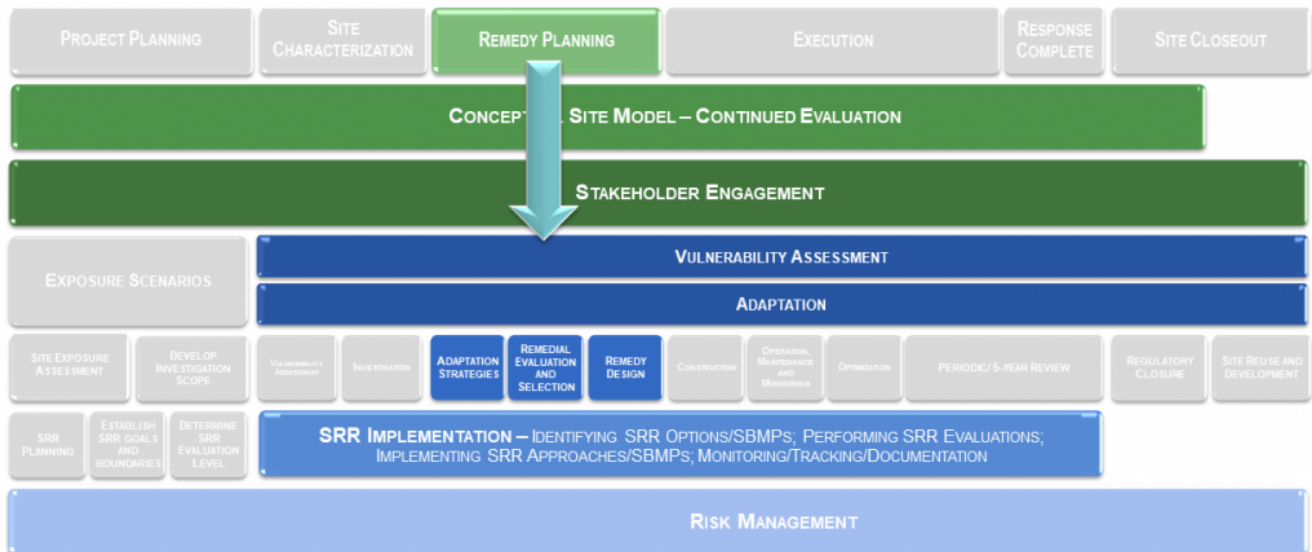 PROJECT PLANNING
SITE
CHARACTERIZATION
REMEDY PLANNING
EXECUTION
RESPONSE
COMPLETE
SITE CLOSEOUT
CONCEPT L SITE MODEL – CONTINUED EVALUATION
STAKEHOLDER ENGAGEMENT
EXPOSURE SCENARIOS
VULNERABILITY ASSESSMENT
ADAPTATION
SITE EXPOSURE
ASSESSMENT
DEVELOP
INVESTIGATION
SCOPE
VULNERABILITY
ASSESSMENT
INVESTIGATION
ADAPTATION
STRATEGIES
REMEDIAL
EVALUATION
AND
SELECTION
REMEDY
DESIGN
CONSTRUCTION
OPERATION,
MAINTENANCE
AND
MONITORING
OPTIMIZATION
PERIODIC/ 5-YEAR REVIEW
REGULATORY
CLOSURE
SITE REUSE AND
DEVELOPMENT
SRR
PLANNING
ESTABLISH
SRR GOALS
AND
BOUNDARIES
DETERMINE
SRR
EVALUATION
LEVEL
SRR IMPLEMENTATION – IDENTIFYING SRR OPTIONS/SBMPS; PERFORMING SRR EVALUATIONS;
IMPLEMENTING SRR APPROACHES/SBMPS; MONITORING/TRACKING/DOCUMENTATION
RISK MANAGEMENT